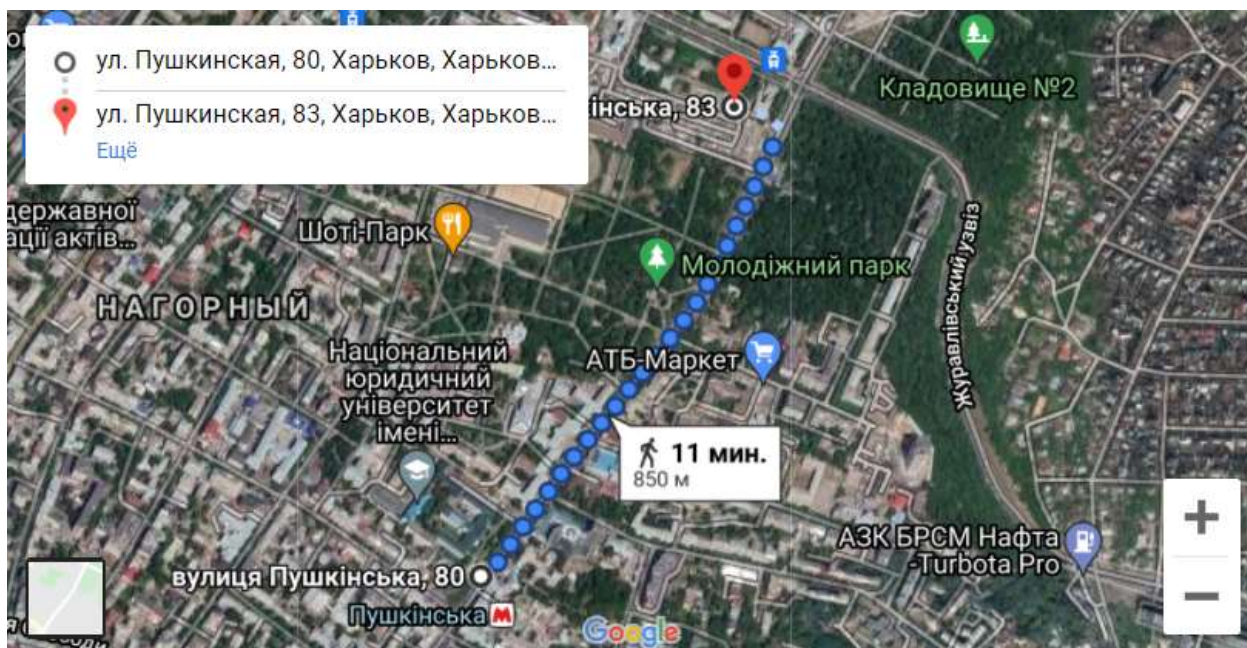 ул. Пушкинская, 80, Харьков, Харьков...
ул. Пушкинская, 83, Харьков, Харьков...
Ещё
кінська, 83
Кладовище №2
державної
ації актів...
Шоті-Парк
Молодіжний парк
НАГОРНЫЙ
Національний
юридичний
університет
імені...
АТБ-Маркет
Журавлівський узвіз
11 мин.
850 м
АЗК БРСМ Нафта
-Turbota Pro
вулиця Пушкінська, 80
Пушкінська М
Google
+
−